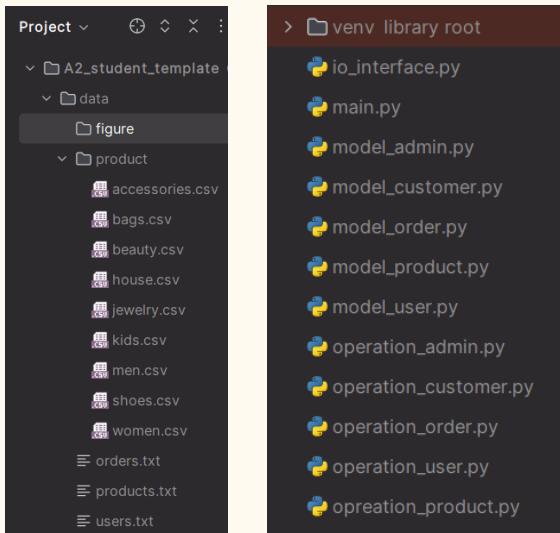 Project
A2_student_template
data
figure
product
accessories.csv
bags.csv
beauty.csv
house.csv
jewelry.csv
kids.csv
men.csv
shoes.csv
women.csv
orders.txt
products.txt
users.txt
venv library root
io_interface.py
main.py
model_admin.py
model_customer.py
model_order.py
model_product.py
model_user.py
operation_admin.py
operation_customer.py
operation_order.py
operation_user.py
opreation_product.py